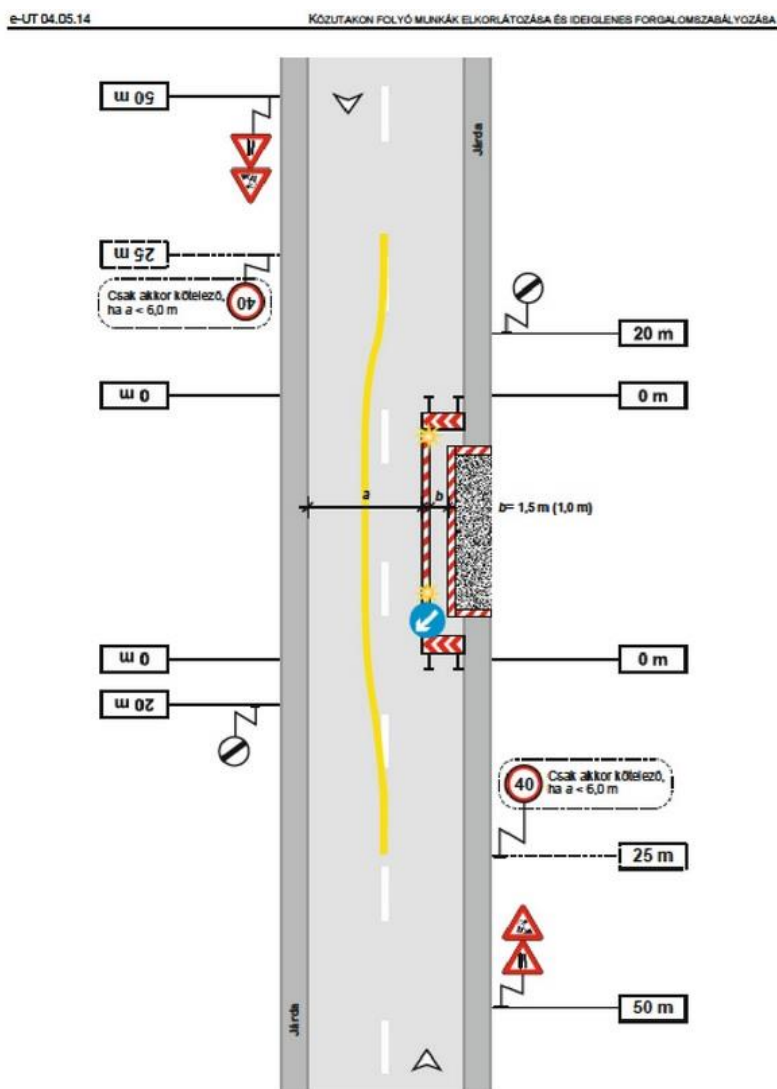 e-UT 04.05.14
KÖZUTAKON FOLYÓ MUNKÁK ELKORLÁTOZÁSA ÉS IDEIGLENES FORGALOMSZABÁLYOZÁSA
50 m
Járda
25 m
Csak akkor kötelező,
ha a < 6,0 m
40
20 m
0 m
0 m
a
b
b= 1,5 m (1,0 m)
0 m
0 m
20 m
40
Csak akkor kötelező,
ha a < 6,0 m
25 m
50 m
Járda